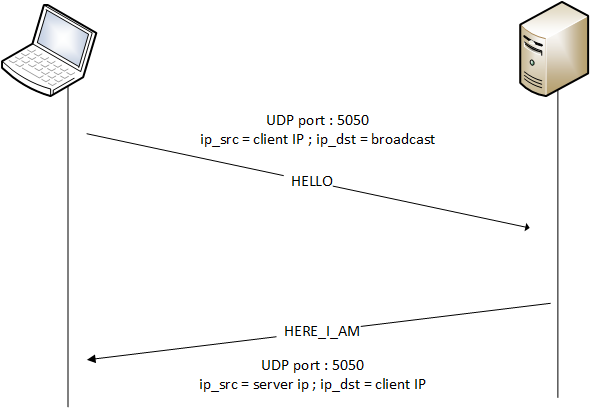 UDP port : 5050
ip_src = client IP ; ip_dst = broadcast
HELLO
HERE_I_AM
UDP port : 5050
ip_src = server ip ; ip_dst = client IP